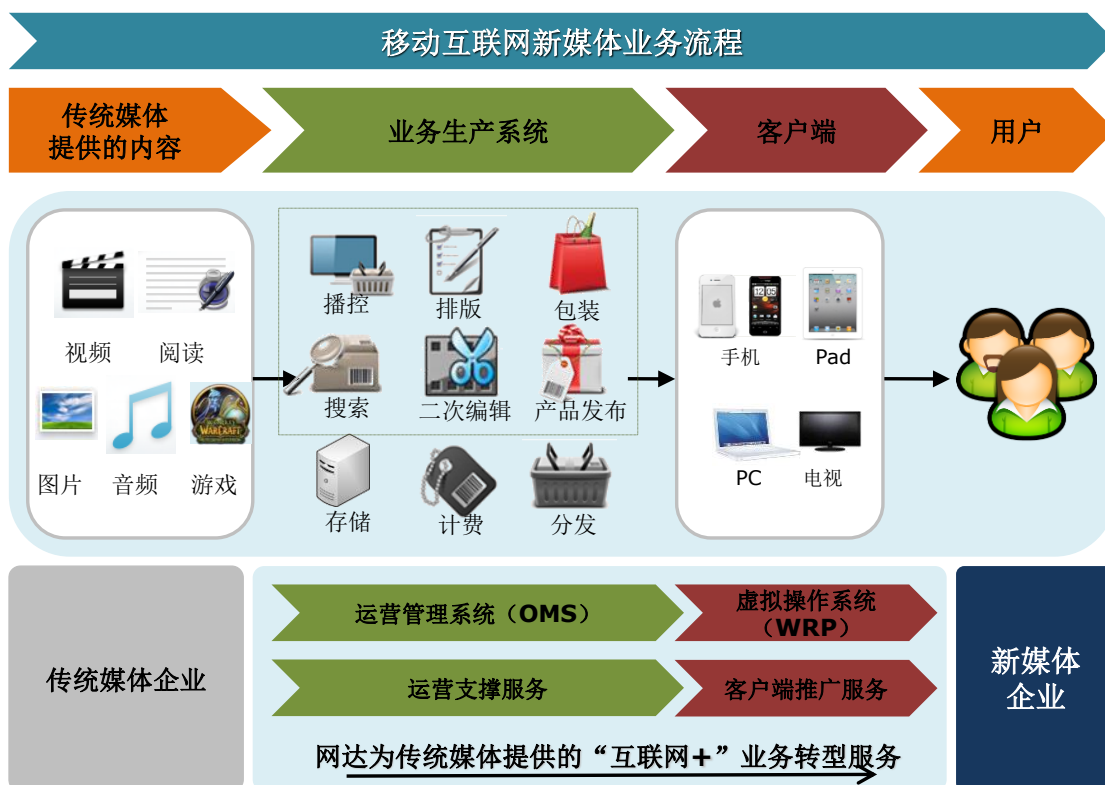 移动互联网新媒体业务流程
传统媒体
提供的内容
业务生产系统
客户端
用户
播控
排版
包装
视频
阅读
手机
Pad
搜索
二次编辑
产品发布
WARCRAFT
图片
音频
游戏
PC
电视
存储
计费
分发
传统媒体企业
运营管理系统（OMS）
虚拟操作系统
（WRP）
运营支撑服务
客户端推广服务
新媒体
企业
网达为传统媒体提供的“互联网+”业务转型服务